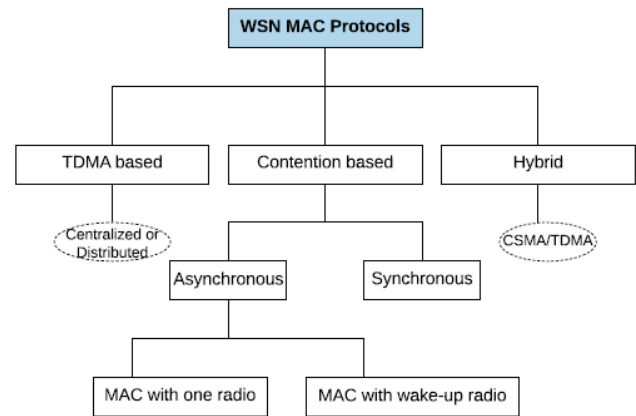 WSN MAC Protocols
TDMA based
Contention based
Hybrid
Centralized or
Distributed
CSMA/TDMA
Asynchronous
Synchronous
MAC with one radio
MAC with wake-up radio